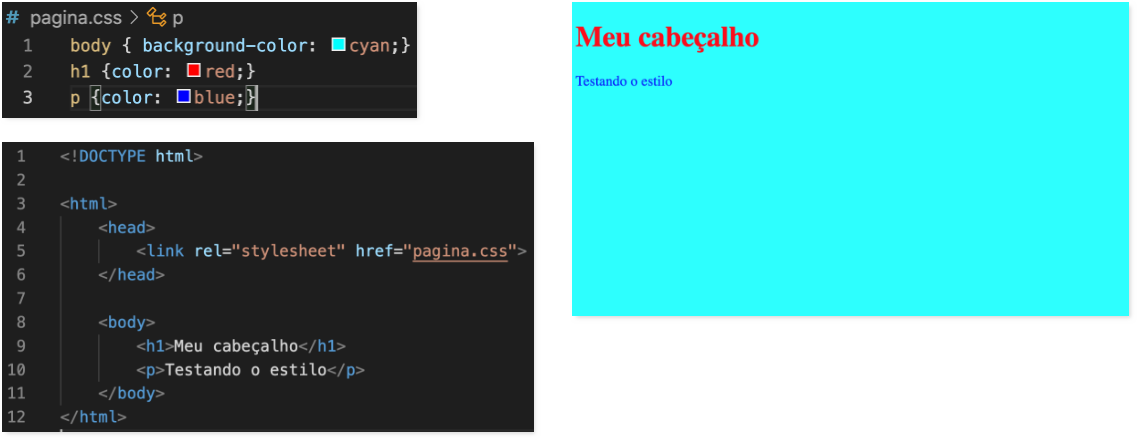 # pagina.css > p
1 body { background-color: cyan;}
2 h1 {color: red;}
3 p {color: blue;}
1 <!DOCTYPE html>
2
3 <html>
4 <head>
5 <link rel="stylesheet" href="pagina.css">
6 </head>
7
8 <body>
9 <h1>Meu cabeçalho</h1>
10 <p>Testando o estilo</p>
11 </body>
12 </html>
Meu cabeçalho
Testando o estilo